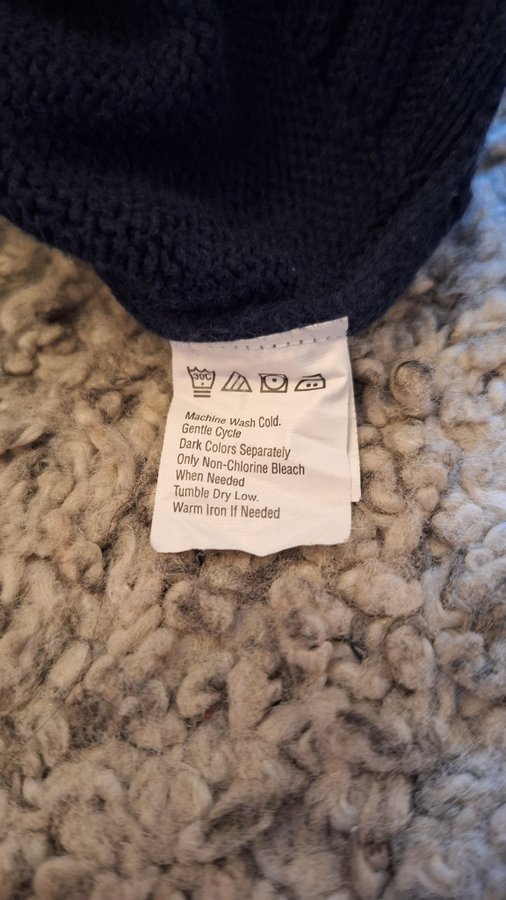 30C
Machine Wash Cold.
Gentle Cycle
Dark Colors Separately
Only Non-Chlorine Bleach
When Needed
Tumble Dry Low.
Warm Iron If Needed